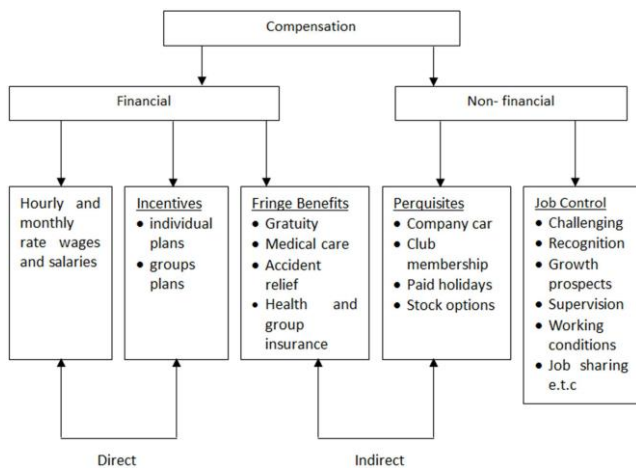 Compensation
Financial
Non- financial
Hourly and
monthly
rate wages
and salaries
Incentives
● individual
plans
● groups
plans
Fringe Benefits
● Gratuity
● Medical care
● Accident
relief
● Health and
group
insurance
Perquisites
● Company car
● Club
membership
● Paid holidays
● Stock options
Job Control
● Challenging
● Recognition
● Growth
prospects
● Supervision
● Working
conditions
● Job sharing
e.t.c
Direct
Indirect